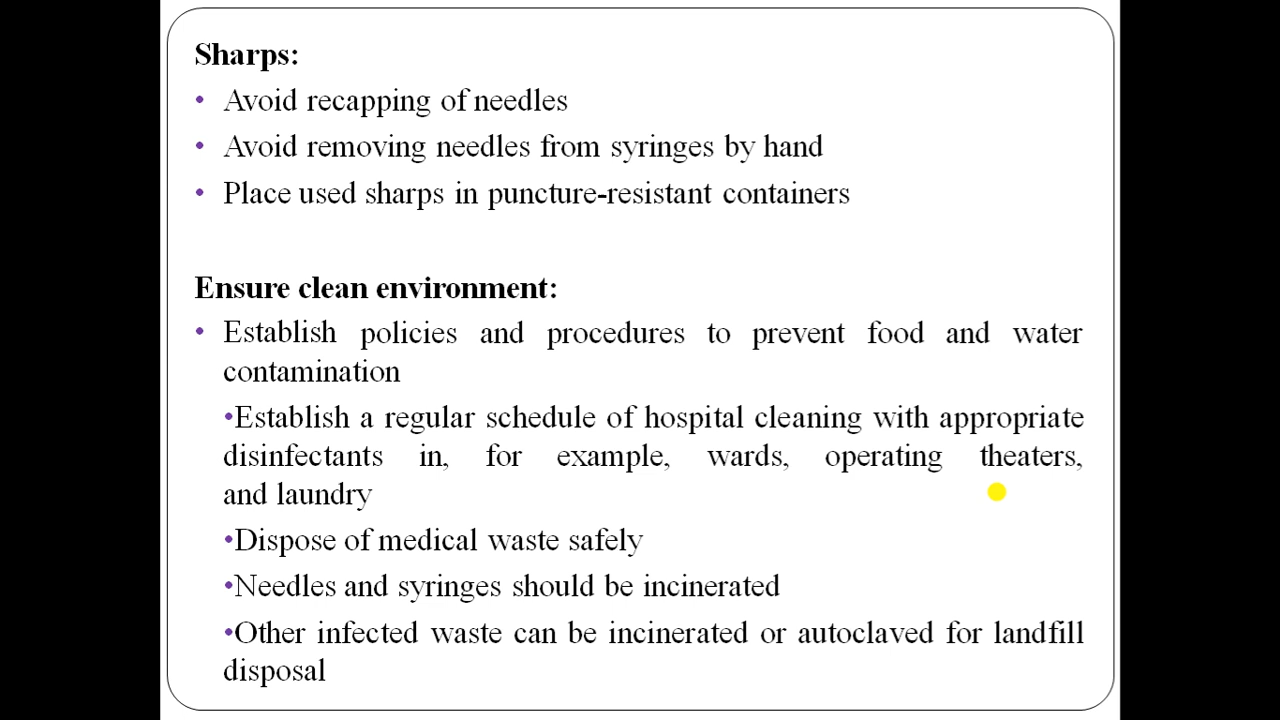 Sharps:
• Avoid recapping of needles
• Avoid removing needles from syringes by hand
• Place used sharps in puncture-resistant containers
Ensure clean environment:
• Establish policies and procedures to prevent food and water
contamination
•Establish a regular schedule of hospital cleaning with appropriate
disinfectants in, for example, wards, operating theaters,
and laundry
•Dispose of medical waste safely
•Needles and syringes should be incinerated
•Other infected waste can be incinerated or autoclaved for landfill
disposal